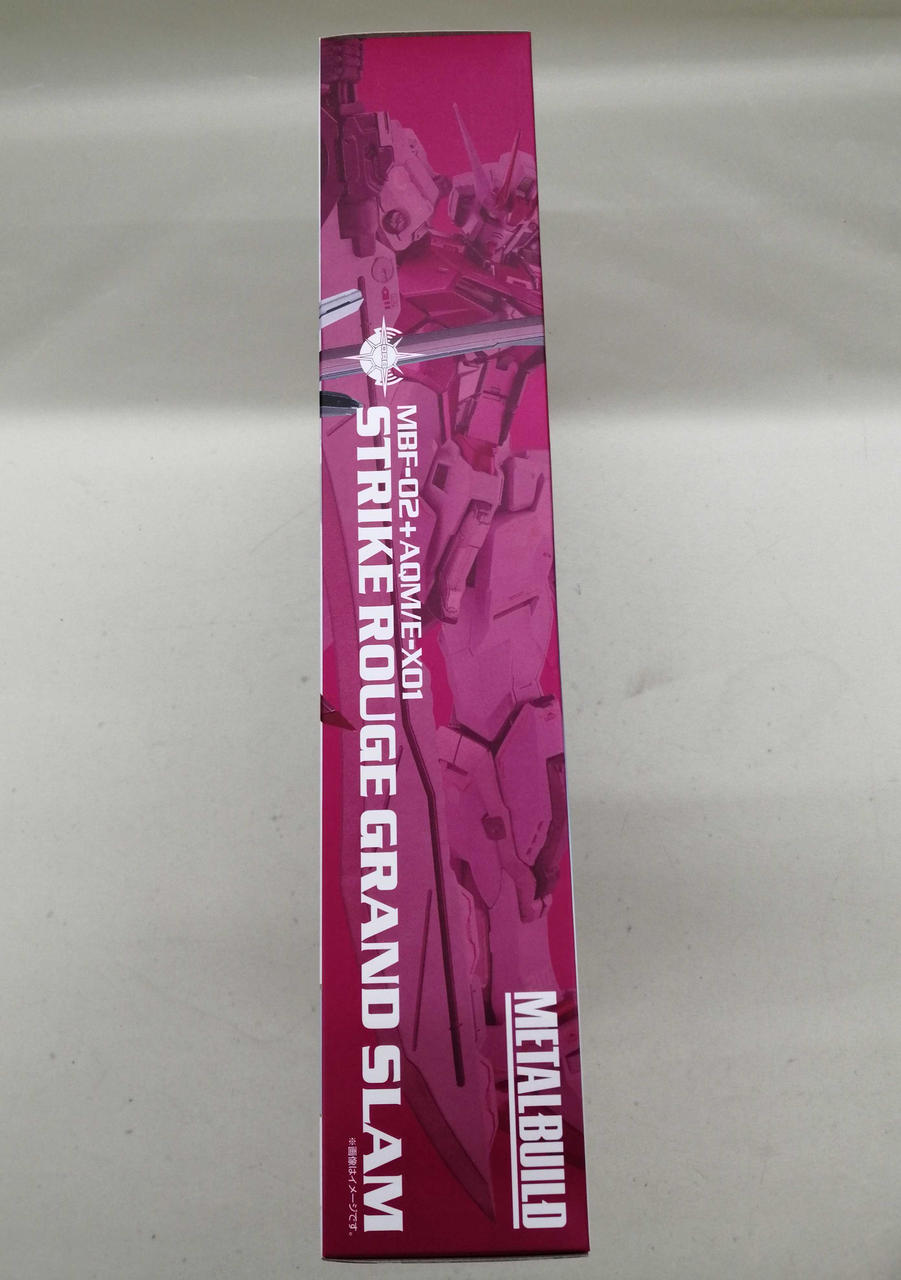 MBF-02+AQM/E-X01
STRIKE ROUGE GRAND SLAM
METAL BUILD
※画像はイメージです。